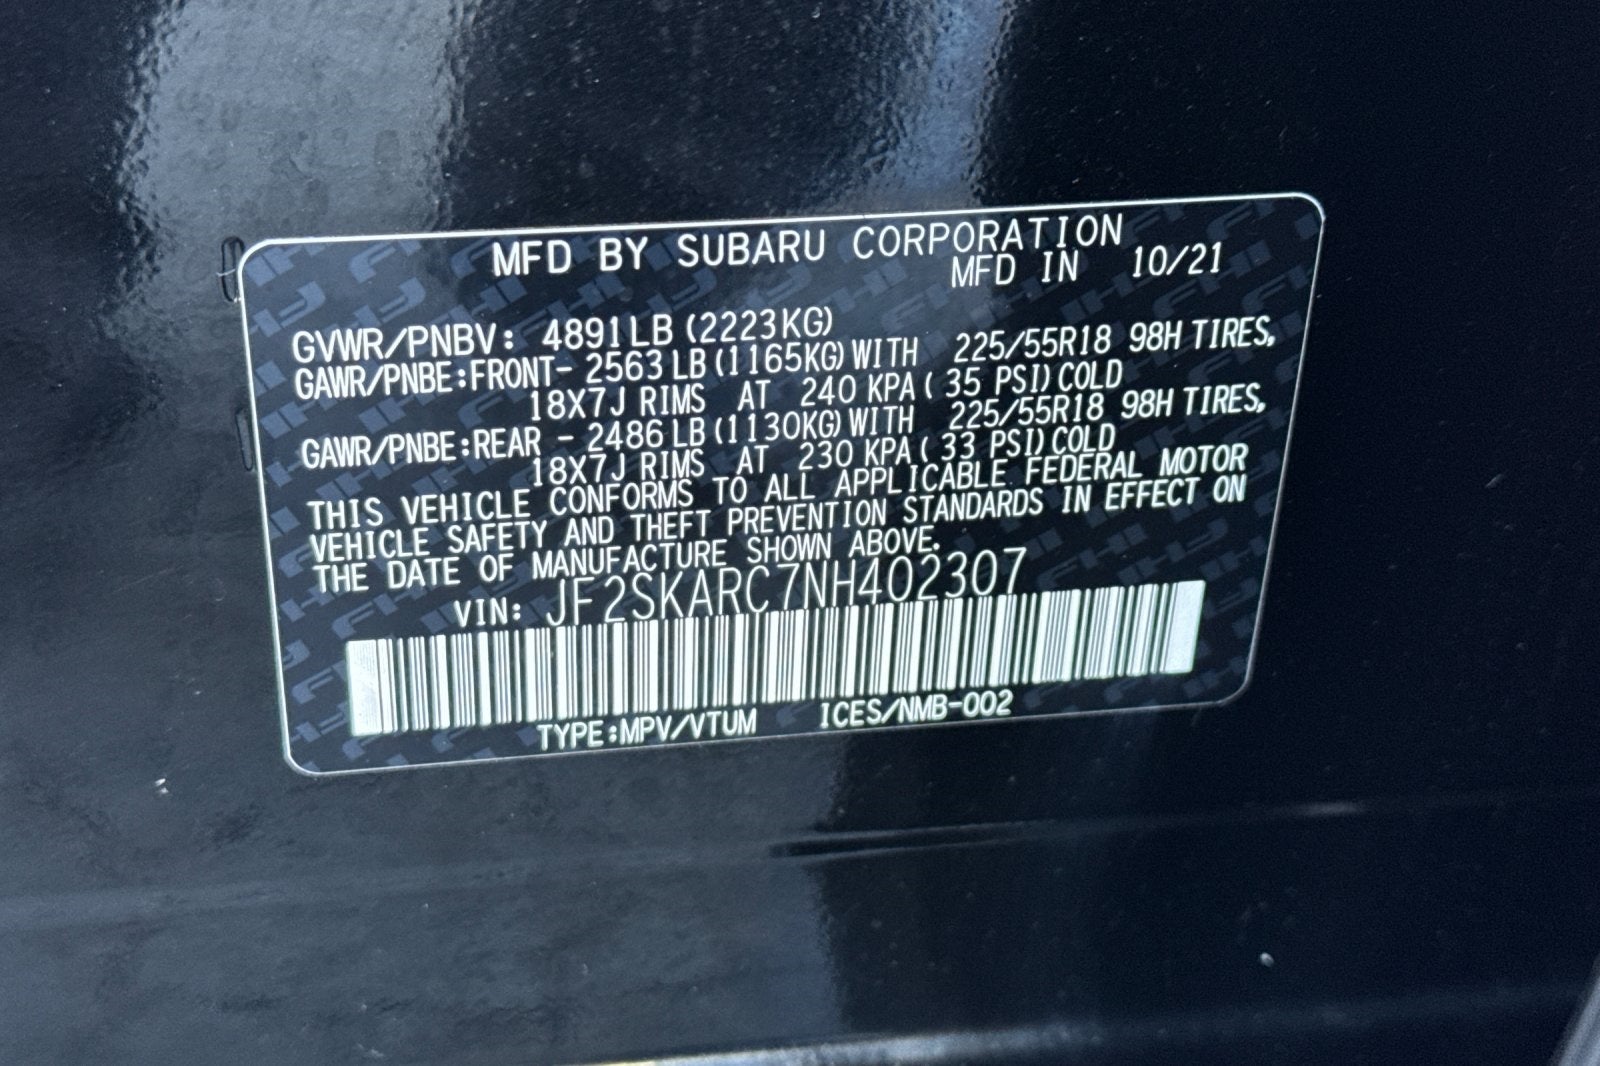 MFD BY SUBARU CORPORATION
MFD IN 10/21
GVWR/PNBV: 4891LB (2223KG)
GAWR/PNBE:FRONT- 2563 LB (1165KG) WITH 225/55R18 98H TIRES,
18X7J RIMS AT 240 KPA ( 35 PSI) COLD
GAWR/PNBE:REAR - 2486 LB (1130KG) WITH 225/55R18 98H TIRES,
18X7J RIMS AT 230 KPA ( 33 PSI) COLD
THIS VEHICLE CONFORMS TO ALL APPLICABLE FEDERAL MOTOR
VEHICLE SAFETY AND THEFT PREVENTION STANDARDS IN EFFECT ON
THE DATE OF MANUFACTURE SHOWN ABOVE.
VIN: JF2SKARC7NH402307
TYPE:MPV/VTUM ICES/NMB-002